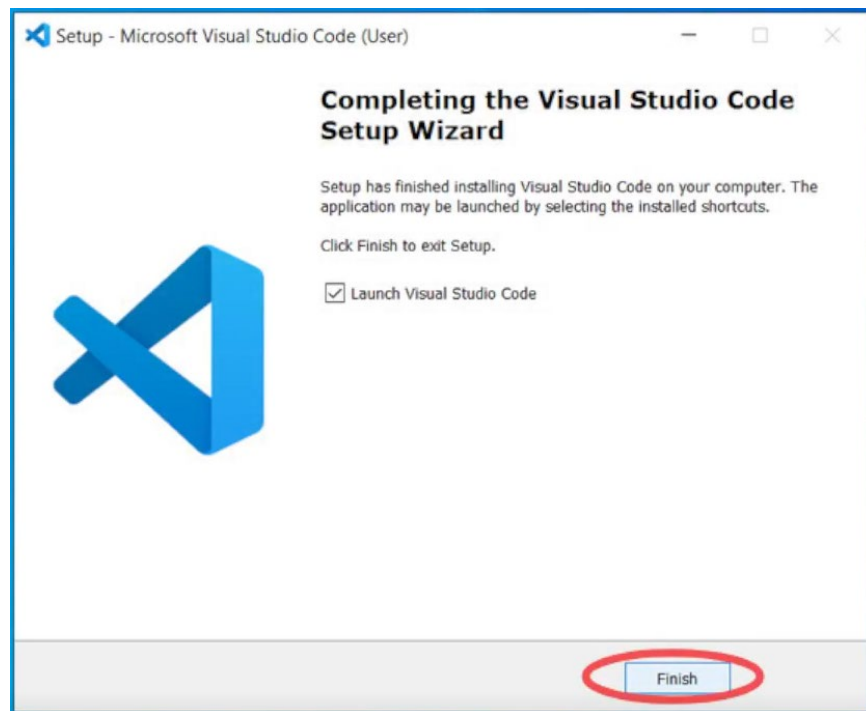 Setup - Microsoft Visual Studio Code (User)
Completing the Visual Studio Code
Setup Wizard
Setup has finished installing Visual Studio Code on your computer. The
application may be launched by selecting the installed shortcuts.
Click Finish to exit Setup.
Launch Visual Studio Code
Finish